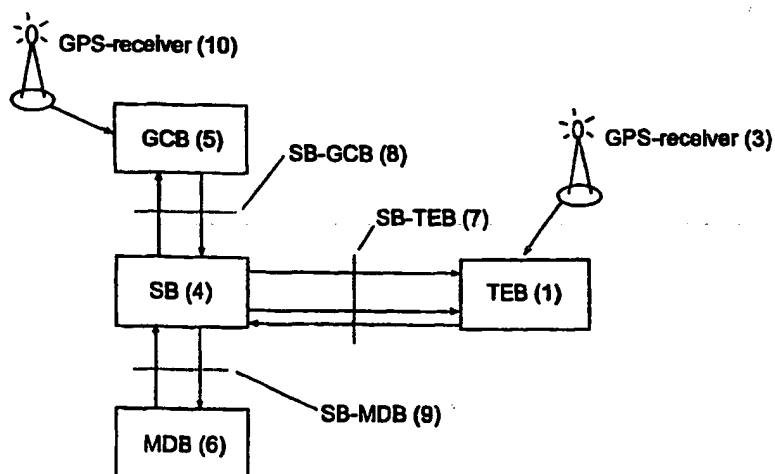 GPS-receiver (10)
GCB (5)
GPS-receiver (3)
SB-GCB (8)
SB-TEB (7)
SB (4)
TEB (1)
SB-MDB (9)
MDB (6)